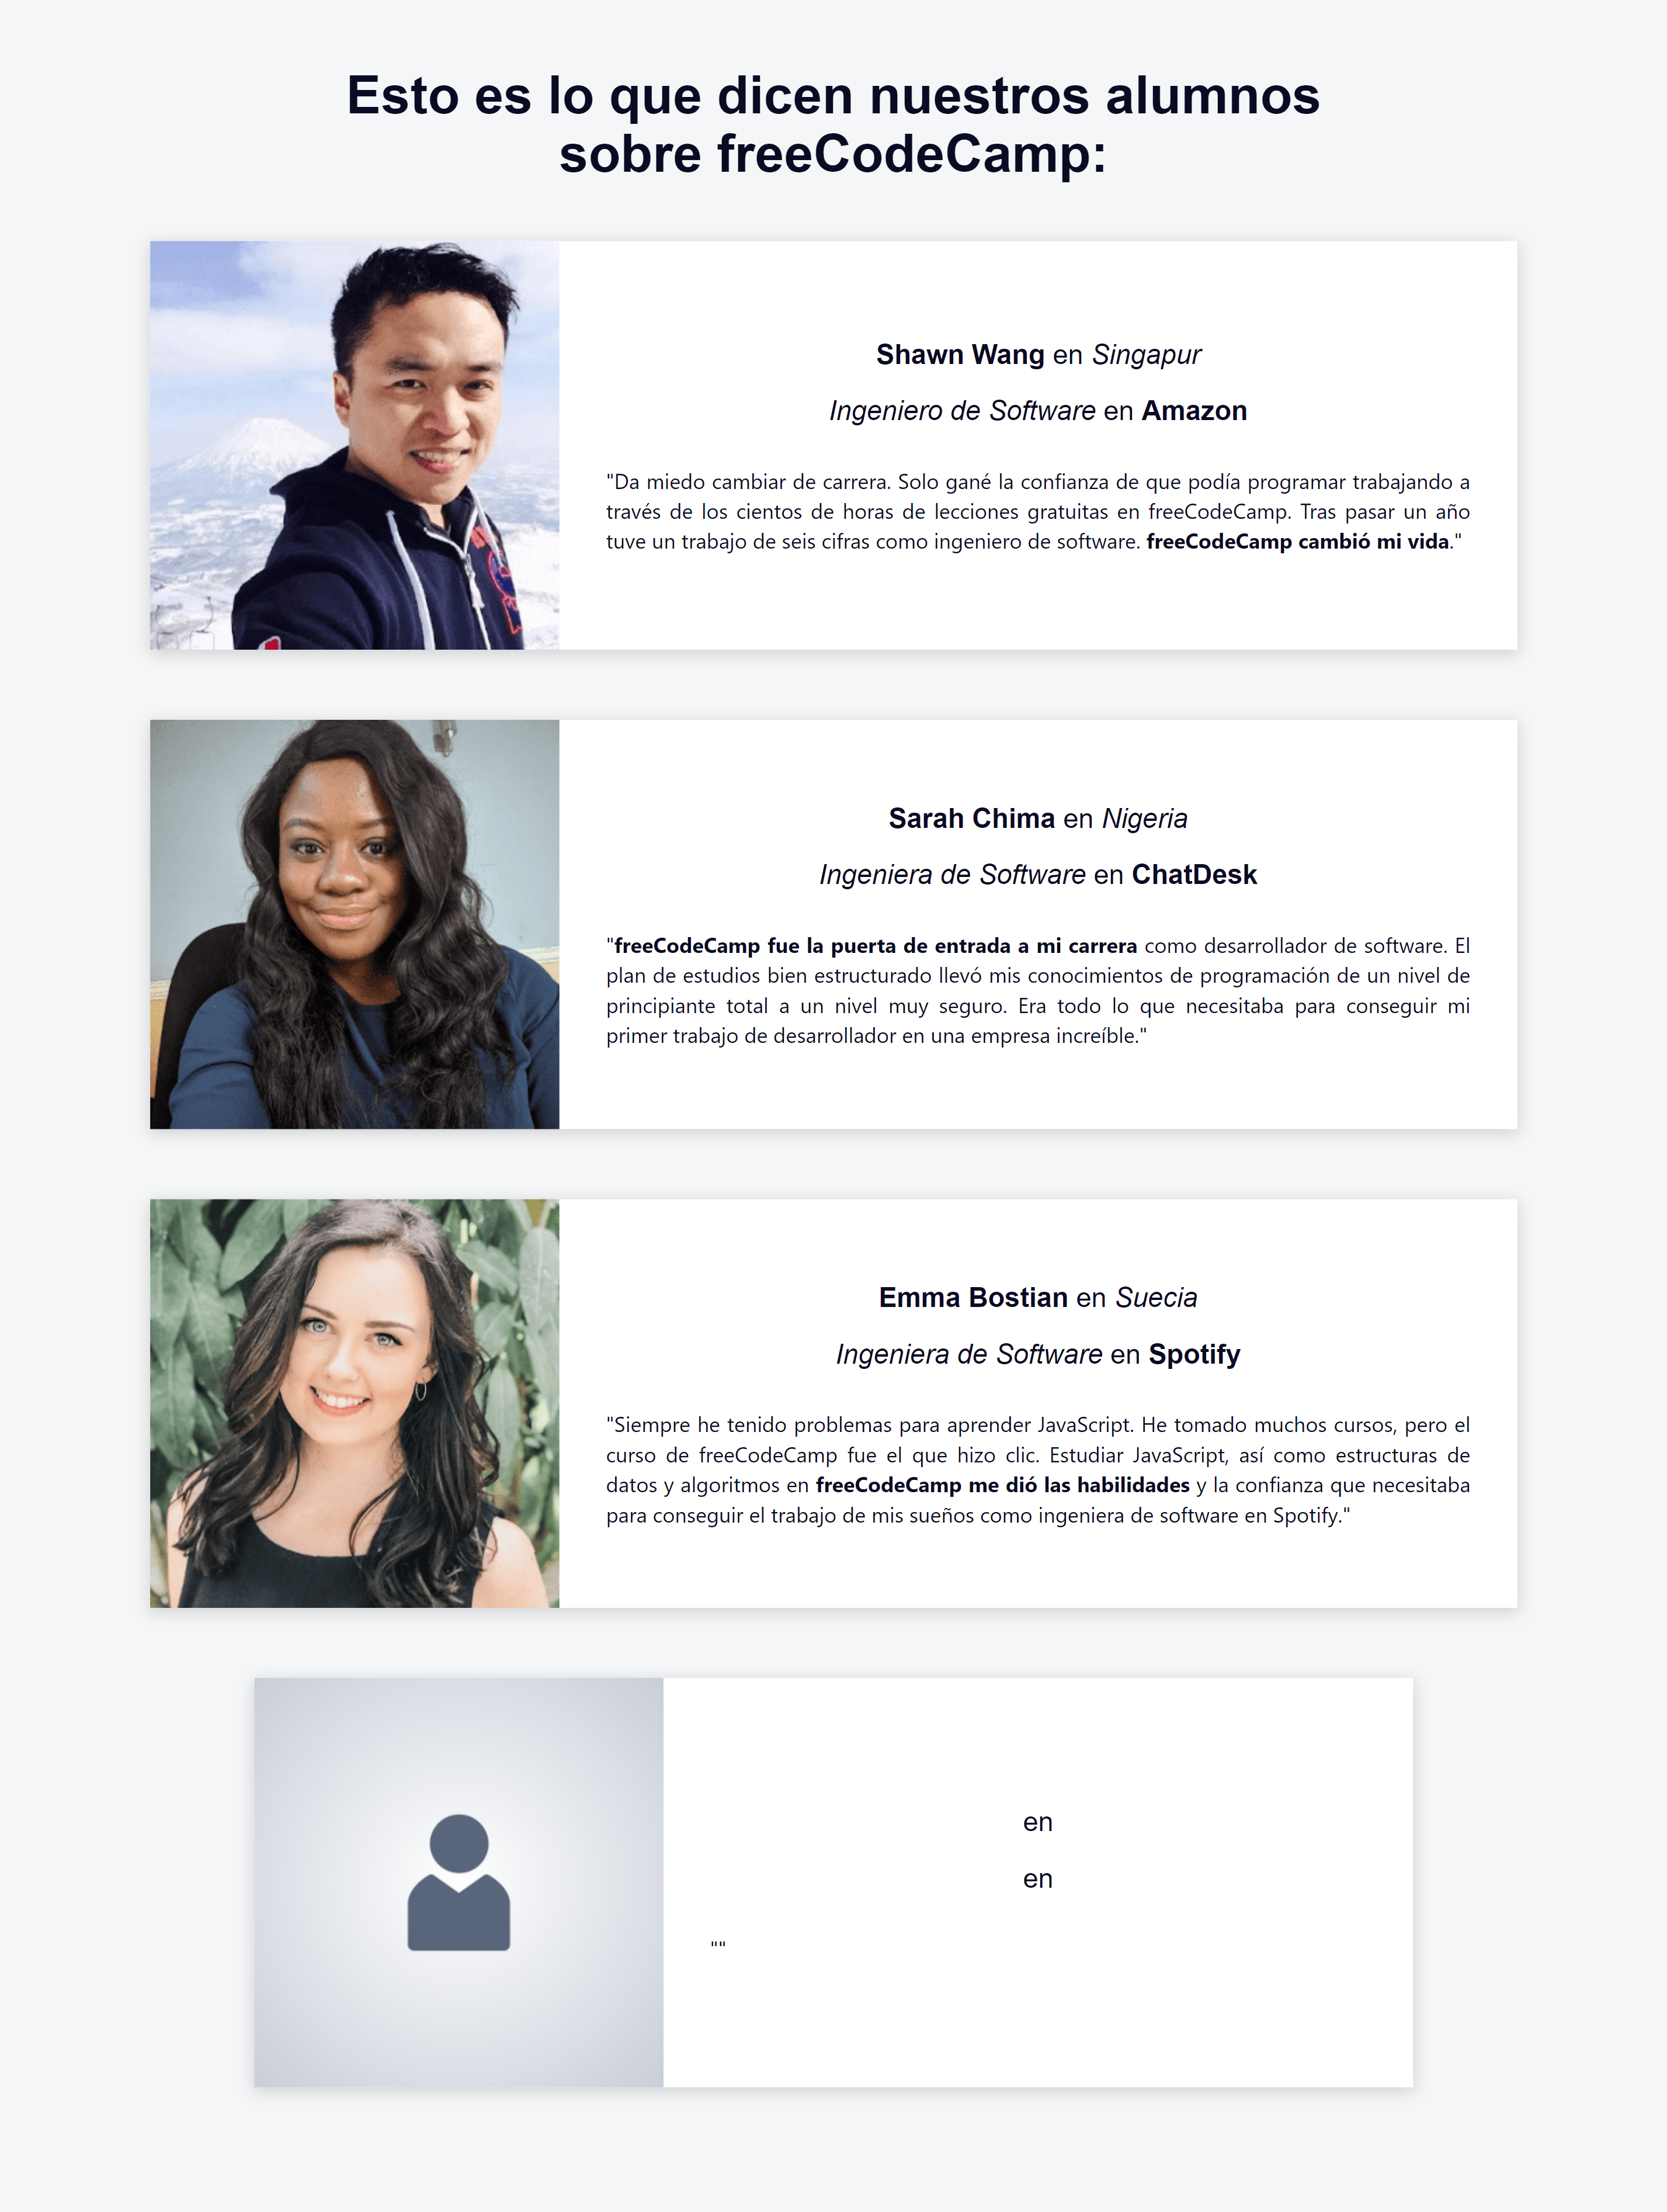 Esto es lo que dicen nuestros alumnos
sobre freeCodeCamp:
Shawn Wang en Singapur
Ingeniero de Software en Amazon
"Da miedo cambiar de carrera. Solo gané la confianza de que podía programar trabajando a
través de los cientos de horas de lecciones gratuitas en freeCodeCamp. Tras pasar un año
tuve un trabajo de seis cifras como ingeniero de software. freeCodeCamp cambió mi vida."
Sarah Chima en Nigeria
Ingeniera de Software en ChatDesk
"freeCodeCamp fue la puerta de entrada a mi carrera como desarrollador de software. El
plan de estudios bien estructurado llevó mis conocimientos de programación de un nivel de
principiante total a un nivel muy seguro. Era todo lo que necesitaba para conseguir mi
primer trabajo de desarrollador en una empresa increíble."
Emma Bostian en Suecia
Ingeniera de Software en Spotify
"Siempre he tenido problemas para aprender JavaScript. He tomado muchos cursos, pero el
curso de freeCodeCamp fue el que hizo clic. Estudiar JavaScript, así como estructuras de
datos y algoritmos en freeCodeCamp me dió las habilidades y la confianza que necesitaba
para conseguir el trabajo de mis sueños como ingeniera de software en Spotify."
en
en
""